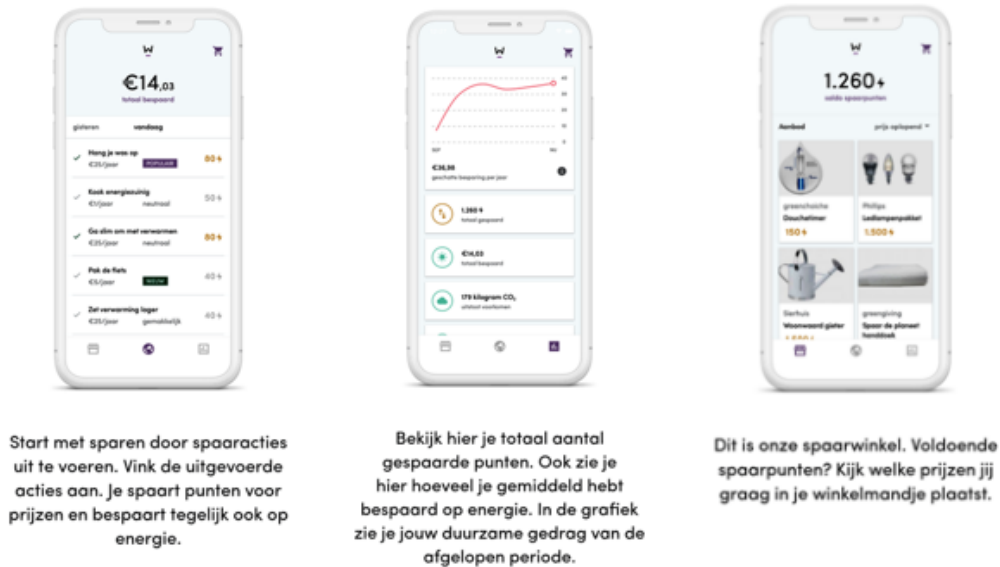 €14,03
totaal bespaard
gisteren vandaag
Hang je was op
€25/jaar POPULAIR 80
Kook energiezuinig
€1/jaar neutraal 50
Ga slim om met verwarmen
€25/jaar neutraal 80
Pak de fiets
€5/jaar NIEUW 40
Zet verwarming lager
€25/jaar gemakkelijk 40
Start met sparen door spaaracties
uit te voeren. Vink de uitgevoerde
acties aan. Je spaart punten voor
prijzen en bespaart tegelijk ook op
energie.
geschatte besparing per jaar
1.260
totaal gespaard
€14,03
totaal bespaard
179 kilogram CO₂
uitstoot voorkomen
Bekijk hier je totaal aantal
gespaarde punten. Ook zie je
hier hoeveel je gemiddeld hebt
bespaard op energie. In de grafiek
zie je jouw duurzame gedrag van de
afgelopen periode.
1.260
saldo spaarpunten
Aanbod prijs oplopend
greenchoice Phillips
Douchetimer Ledlampenpakket
150 1.500
Sierhuis greengiving
Woonwaard gieter Spaar de planeet
handdoek
Dit is onze spaarwinkel. Voldoende
spaarpunten? Kijk welke prijzen jij
graag in je winkelmandje plaatst.